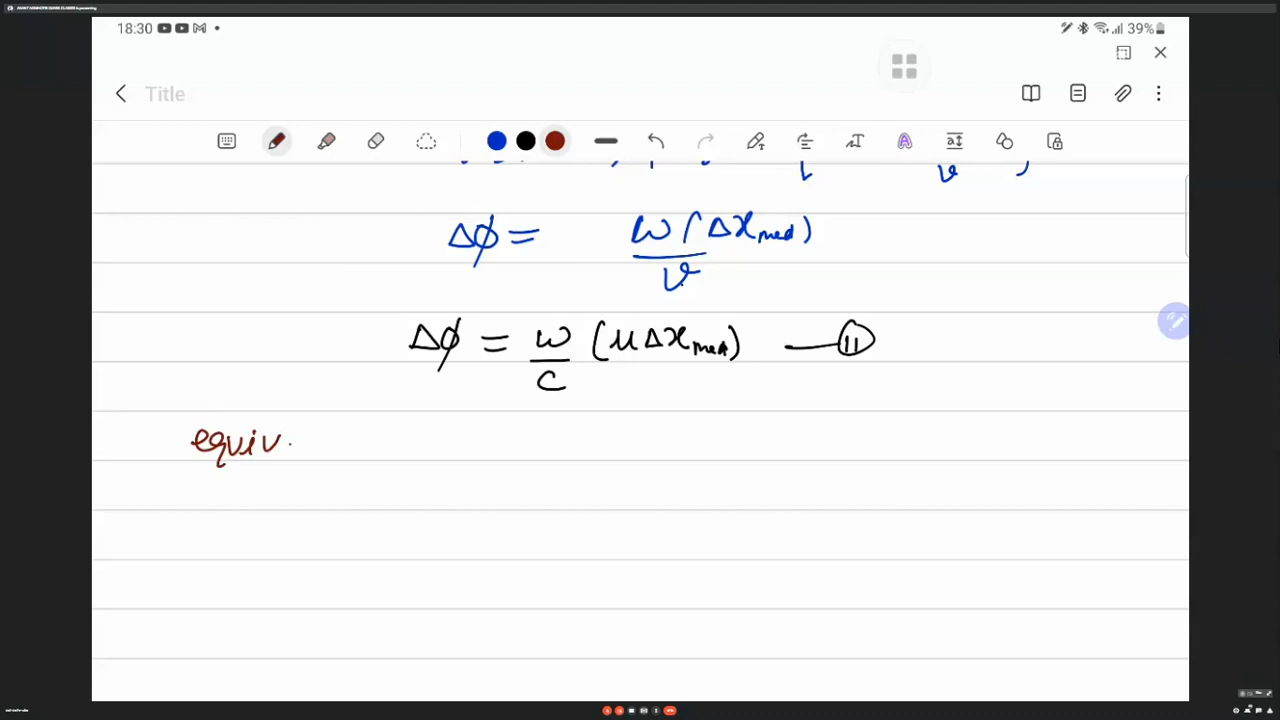 18:30
39%
Title
Δϕ = ω(Δx_med) / v
Δϕ = ω/c (μΔx_med) — ⑪
equiv.